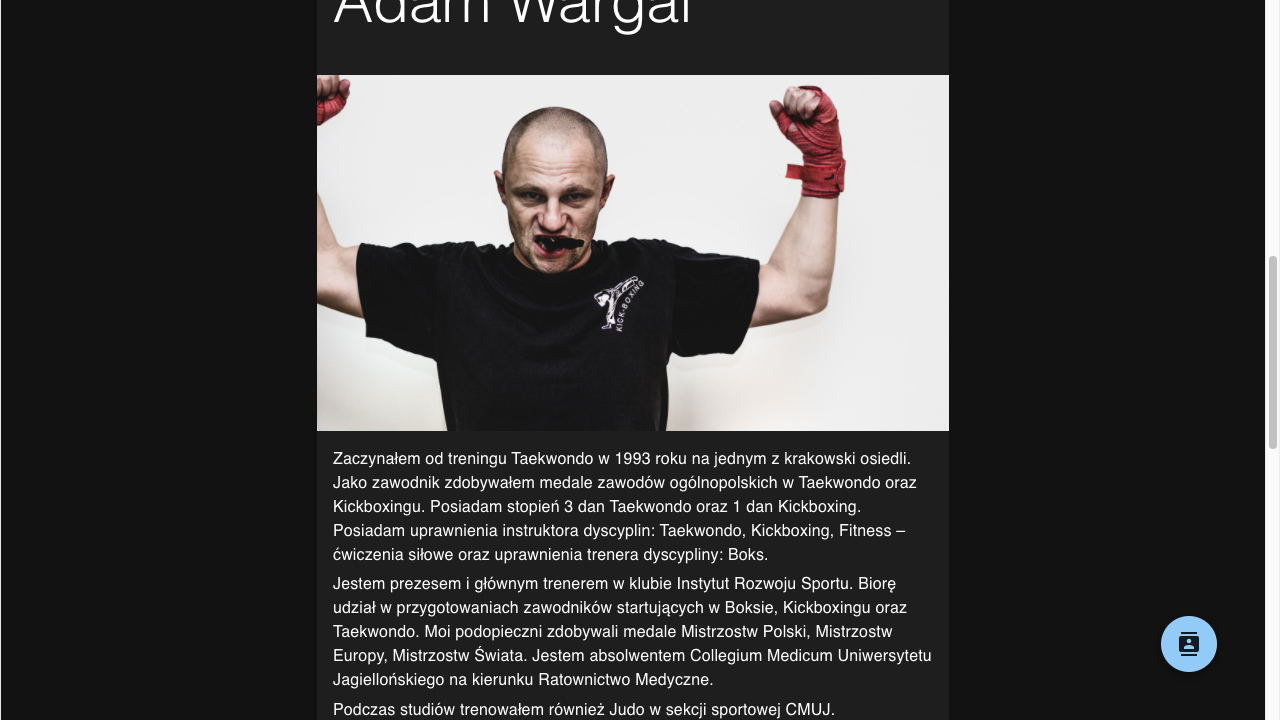 Adam Wargal
KICK-BOXING
Zaczynałem od treningu Taekwondo w 1993 roku na jednym z krakowski osiedli.
Jako zawodnik zdobywałem medale zawodów ogólnopolskich w Taekwondo oraz
Kickboxingu. Posiadam stopień 3 dan Taekwondo oraz 1 dan Kickboxing.
Posiadam uprawnienia instruktora dyscyplin: Taekwondo, Kickboxing, Fitness –
ćwiczenia siłowe oraz uprawnienia trenera dyscypliny: Boks.
Jestem prezesem i głównym trenerem w klubie Instytut Rozwoju Sportu. Biorę
udział w przygotowaniach zawodników startujących w Boksie, Kickboxingu oraz
Taekwondo. Moi podopieczni zdobywali medale Mistrzostw Polski, Mistrzostw
Europy, Mistrzostw Świata. Jestem absolwentem Collegium Medicum Uniwersytetu
Jagiellońskiego na kierunku Ratownictwo Medyczne.
Podczas studiów trenowałem również Judo w sekcji sportowej CMUJ.